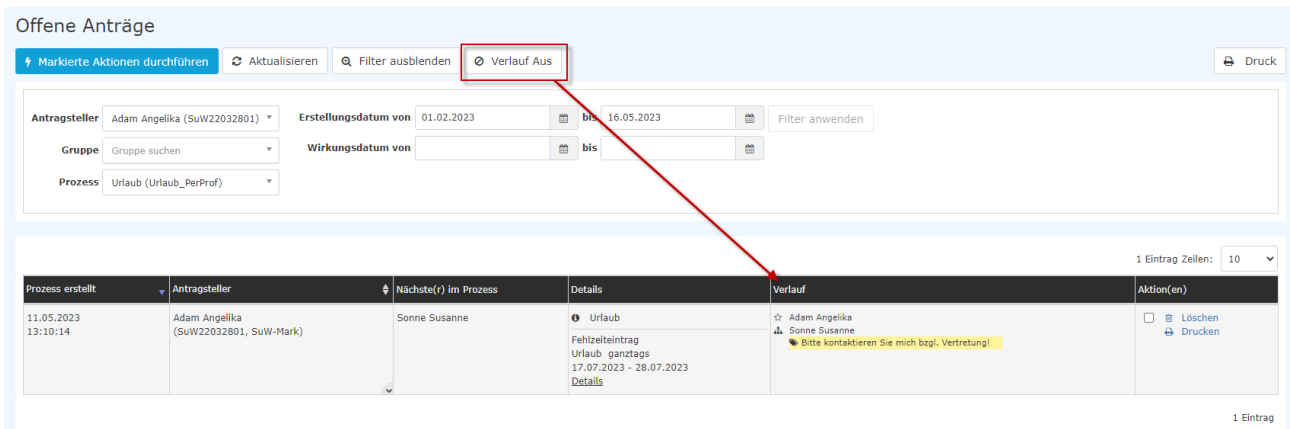 Offene Anträge
Markierte Aktionen durchführen Aktualisieren Filter ausblenden Verlauf Aus Druck
Antragsteller Adam Angelika (SuW22032801) Erstellungsdatum von 01.02.2023 bis 16.05.2023 Filter anwenden
Gruppe Gruppe suchen Wirkungsdatum von bis
Prozess Urlaub (Urlaub_PerProf)
1 Eintrag Zeilen: 10
Prozess erstellt Antragsteller Nächste(r) im Prozess Details Verlauf Aktion(en)
11.05.2023 Adam Angelika Sonne Susanne Urlaub Adam Angelika Löschen
13:10:14 (SuW22032801, SuW-Mark) Sonne Susanne Drucken
Fehlzeiteintrag Bitte kontaktieren Sie mich bzgl. Vertretung!
Urlaub ganztags
17.07.2023 - 28.07.2023
Details
1 Eintrag